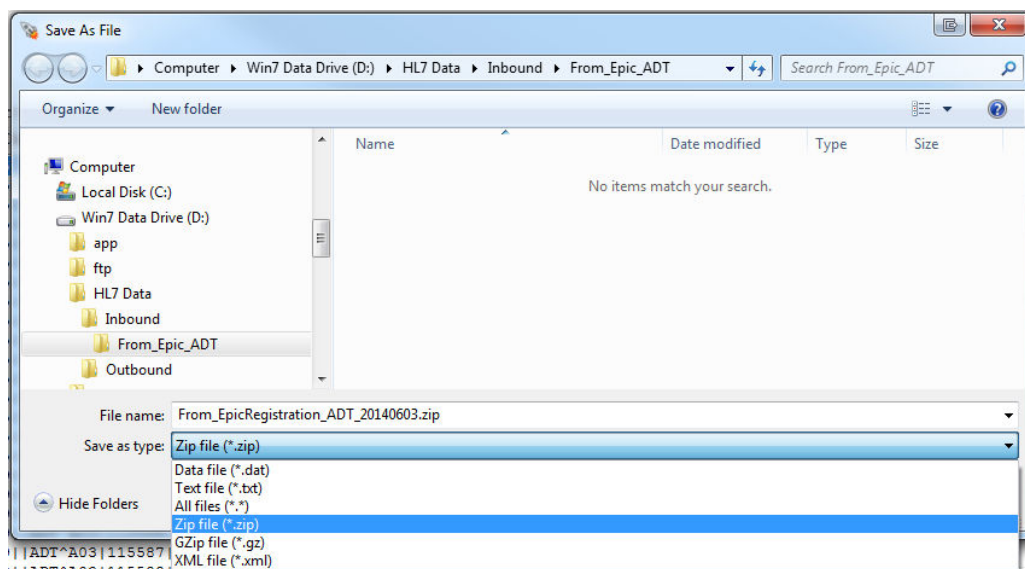 Save As File
Computer Win7 Data Drive (D:) HL7 Data Inbound From_Epic_ADT Search From_Epic_ADT
Organize New folder
Name Date modified Type Size
No items match your search.
Computer
Local Disk (C:)
Win7 Data Drive (D:)
app
ftp
HL7 Data
Inbound
From_Epic_ADT
Outbound
File name: From_EpicRegistration_ADT_20140603.zip
Save as type: Zip file (*.zip)
Data file (*.dat)
Text file (*.txt)
All files (*.*)
Zip file (*.zip)
GZip file (*.gz)
XML file (*.xml)
Hide Folders
||ADT^A03|115587|